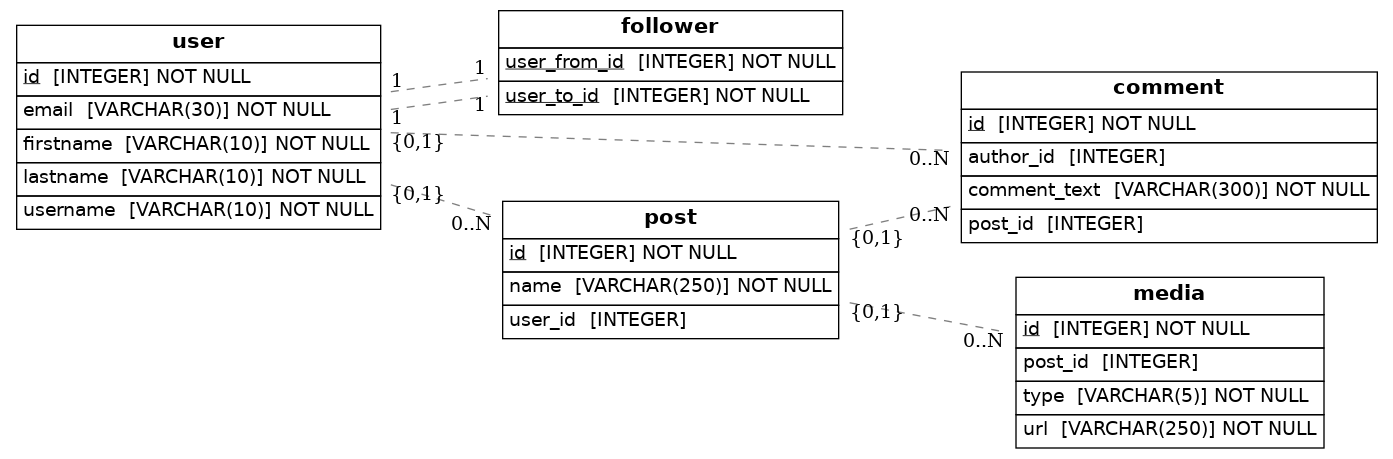 user
id [INTEGER] NOT NULL
email [VARCHAR(30)] NOT NULL
firstname [VARCHAR(10)] NOT NULL
lastname [VARCHAR(10)] NOT NULL
username [VARCHAR(10)] NOT NULL
1
1
{0,1}
{0,1}
1
1
0..N
follower
user_from_id [INTEGER] NOT NULL
user_to_id [INTEGER] NOT NULL
post
id [INTEGER] NOT NULL
name [VARCHAR(250)] NOT NULL
user_id [INTEGER]
{0,1}
{0,1}
0..N
0..N
0..N
comment
id [INTEGER] NOT NULL
author_id [INTEGER]
comment_text [VARCHAR(300)] NOT NULL
post_id [INTEGER]
media
id [INTEGER] NOT NULL
post_id [INTEGER]
type [VARCHAR(5)] NOT NULL
url [VARCHAR(250)] NOT NULL